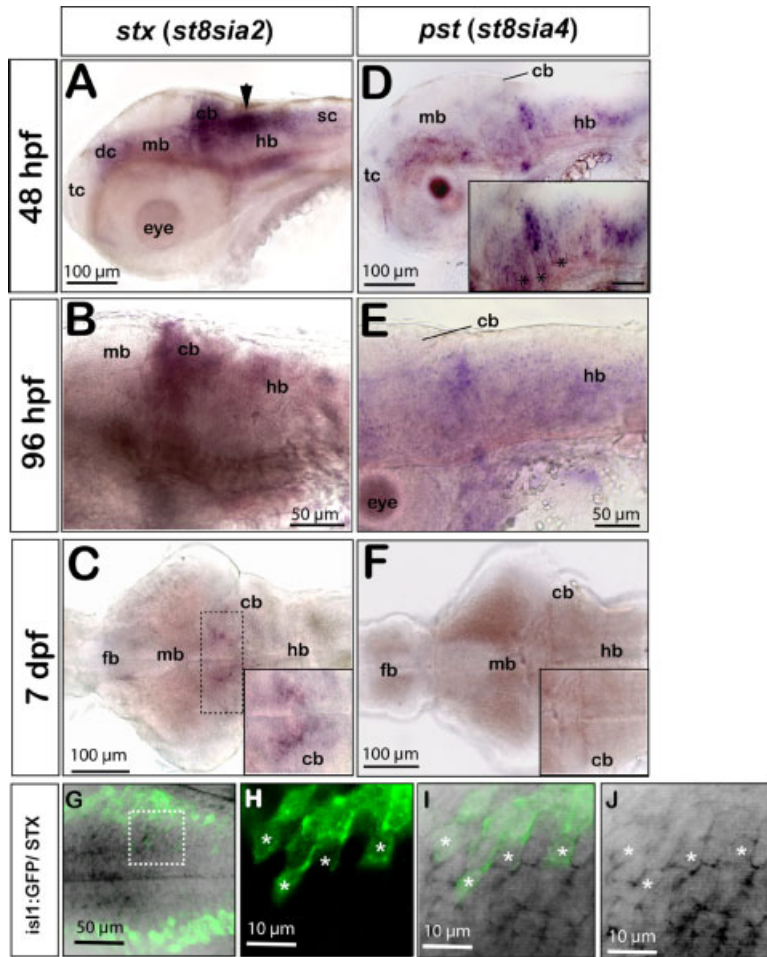 stx (st8sia2)
pst (st8sia4)
48 hpf
A
cb
sc
mb
hb
dc
tc
eye
100 µm
D
cb
mb
hb
tc
100 µm
* * *
96 hpf
B
mb
cb
hb
50 µm
E
cb
hb
eye
50 µm
7 dpf
C
cb
fb
mb
hb
100 µm
cb
F
cb
fb
mb
hb
100 µm
cb
isl1:GFP/ STX
G
50 µm
H
* * *
*
10 µm
I
* * *
*
10 µm
J
* * *
*
10 µm